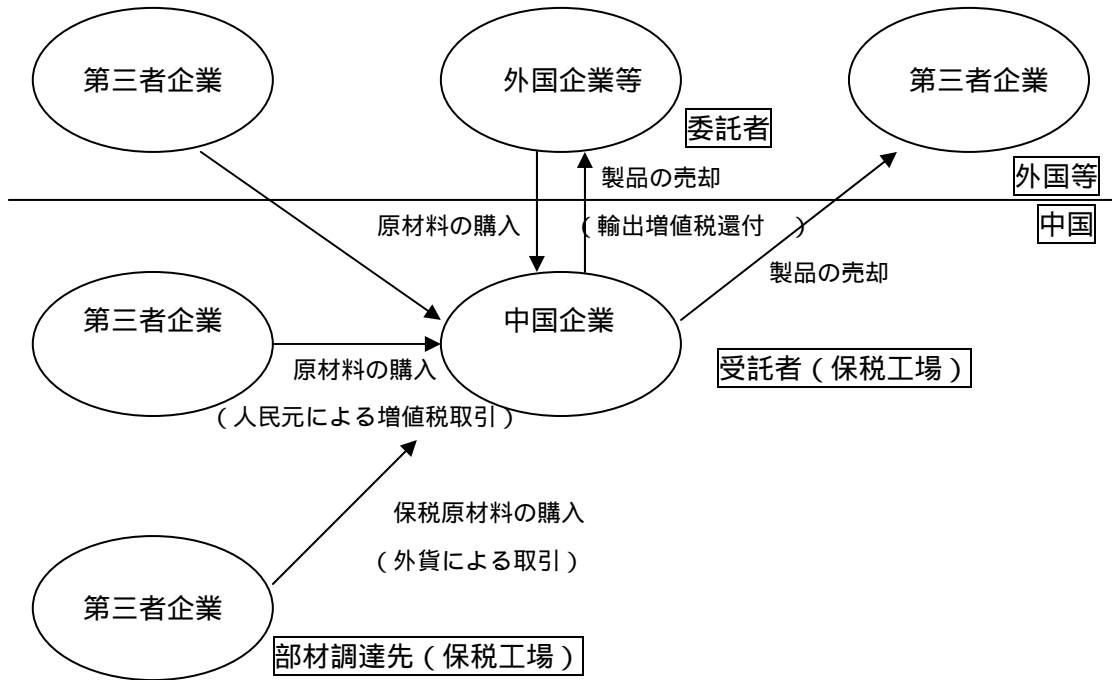 第三者企業
外国企業等
第三者企業
委託者
製品の売却
外国等
原材料の購入
（輸出増値税還付　）
中国
製品の売却
第三者企業
中国企業
原材料の購入
受託者（保税工場）
（人民元による増値税取引）
保税原材料の購入
（外貨による取引）
第三者企業
部材調達先（保税工場）